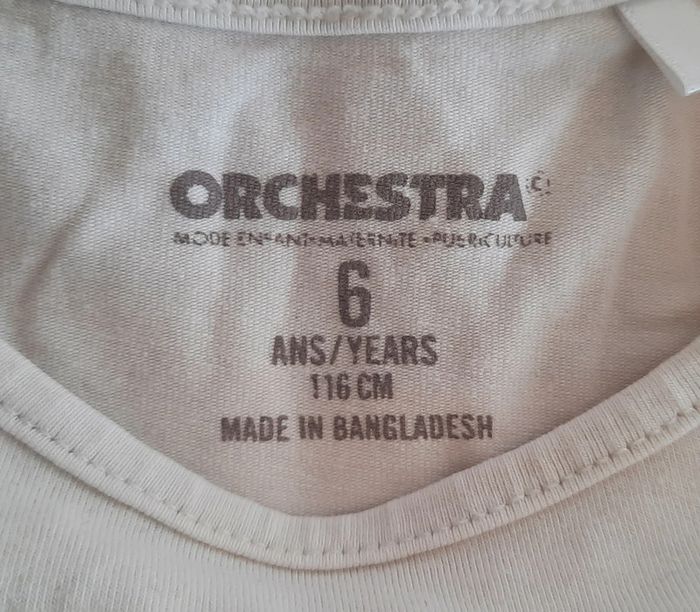 ORCHESTRA©
MODE ENFANT•MATERNITE•PUERICULTURE
6
ANS/YEARS
116 CM
MADE IN BANGLADESH